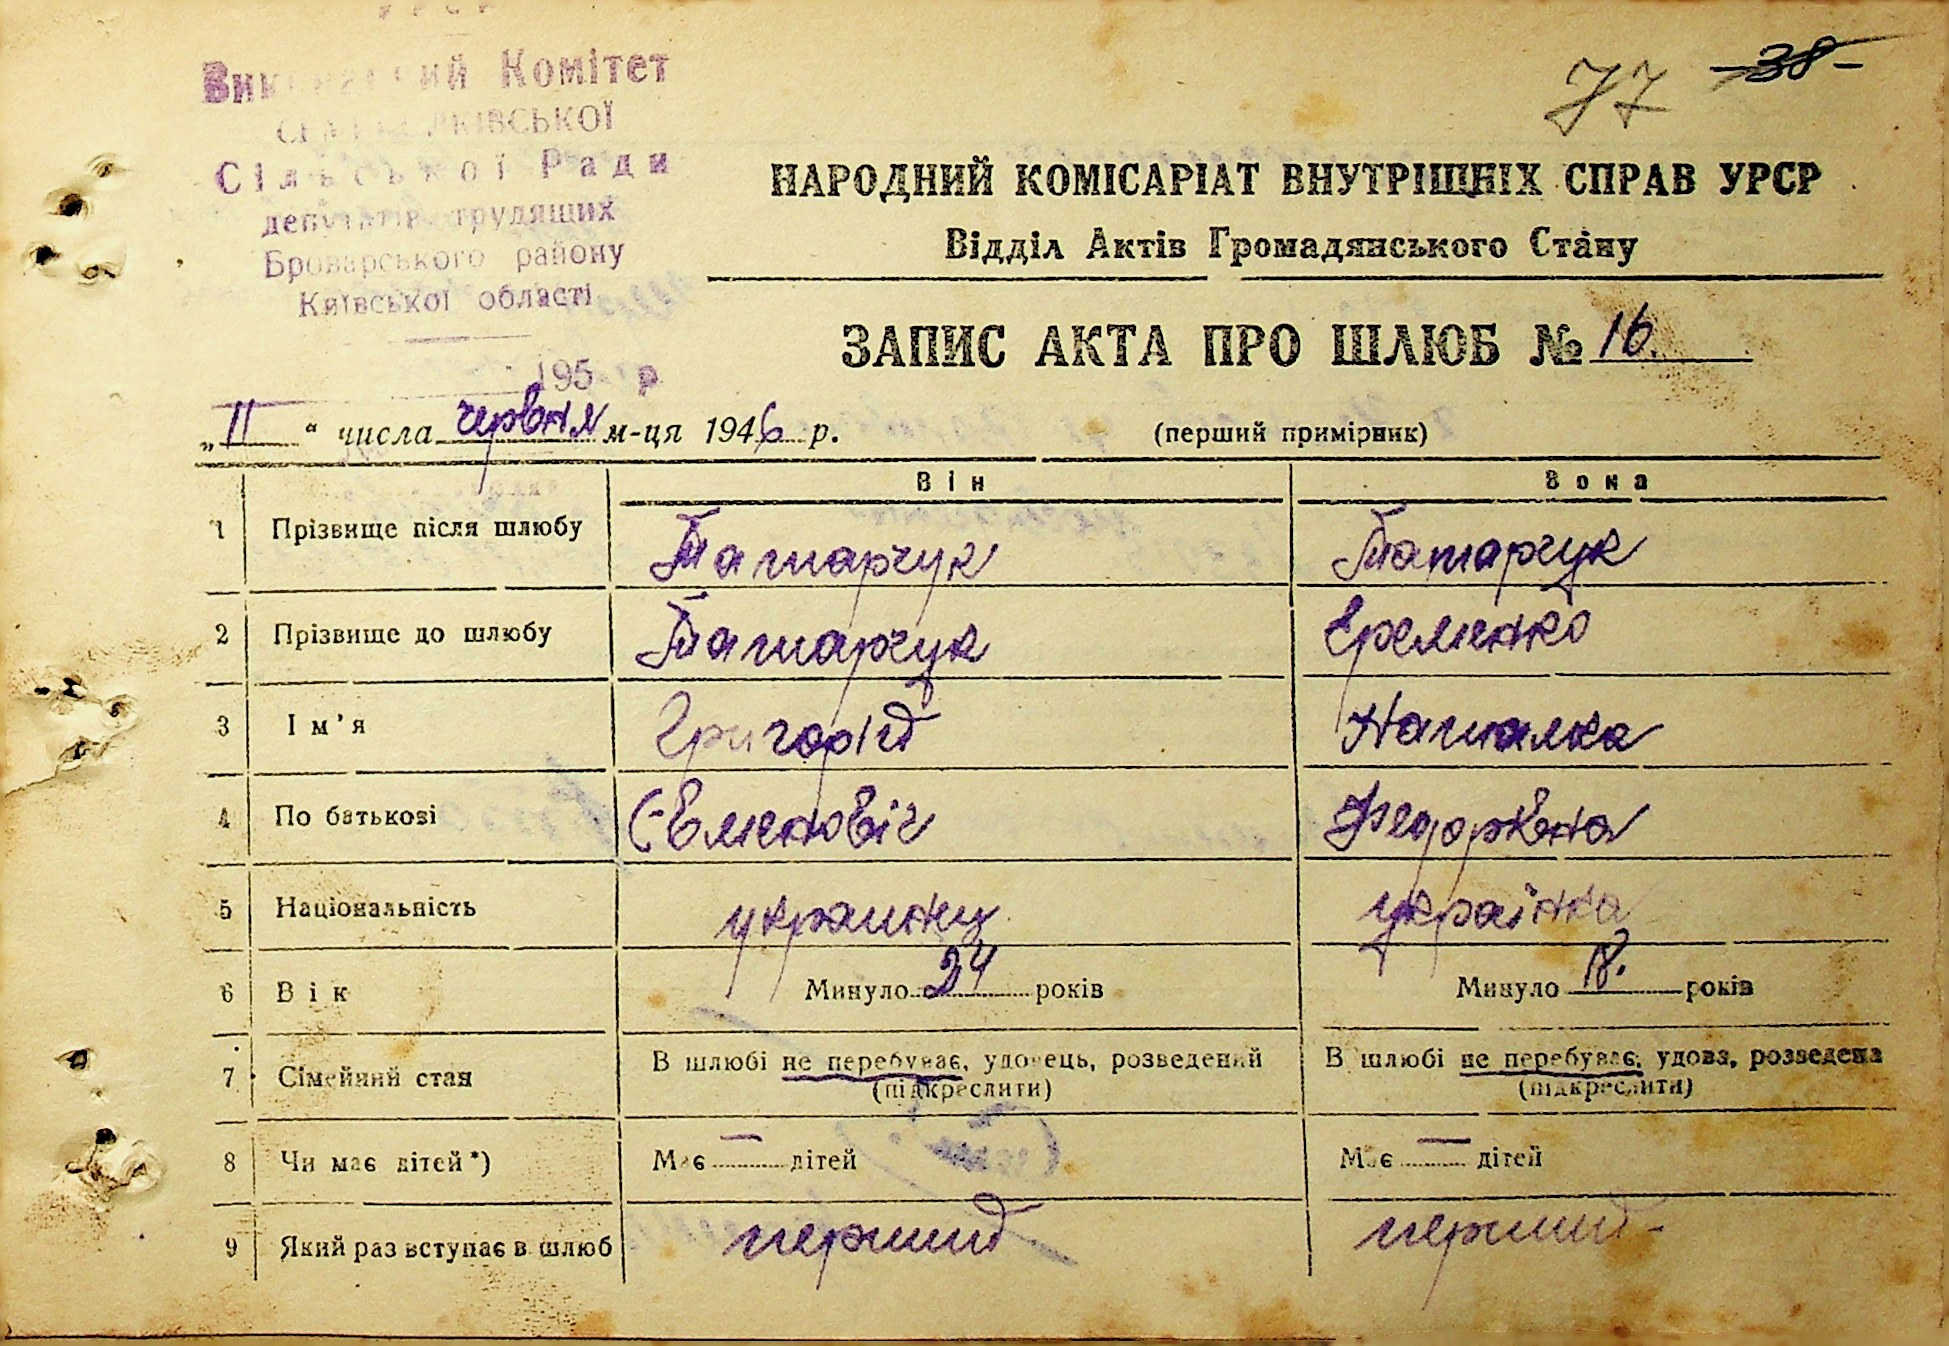 УРСР
Виконавчий Комітет
Сільської Ради
депутатів трудящих
Броварського району
Київської області
195 р
77 38
НАРОДНИЙ КОМІСАРІАТ ВНУТРІШНІХ СПРАВ УРСР
Відділ Актів Громадянського Стану
ЗАПИС АКТА ПРО ШЛЮБ № 16.
„11“ числа червня м-ця 1946 р. (перший примірник)
Він Вона
1 Прізвище після шлюбу Татарчук Татарчук
2 Прізвище до шлюбу Татарчук Єременко
3 Ім’я Григорій Наталка
4 По батькові Євменовіч Федоровна
5 Національність украинец українка
6 Вік Минуло 24 років Минуло 18. років
7 Сімейний стан В шлюбі не перебуває, удовець, розведений В шлюбі не перебуває, удова, розведена
(підкреслити) (підкреслити)
8 Чи має дітей*) Має — дітей Має — дітей
9 Який раз вступає в шлюб перший перший